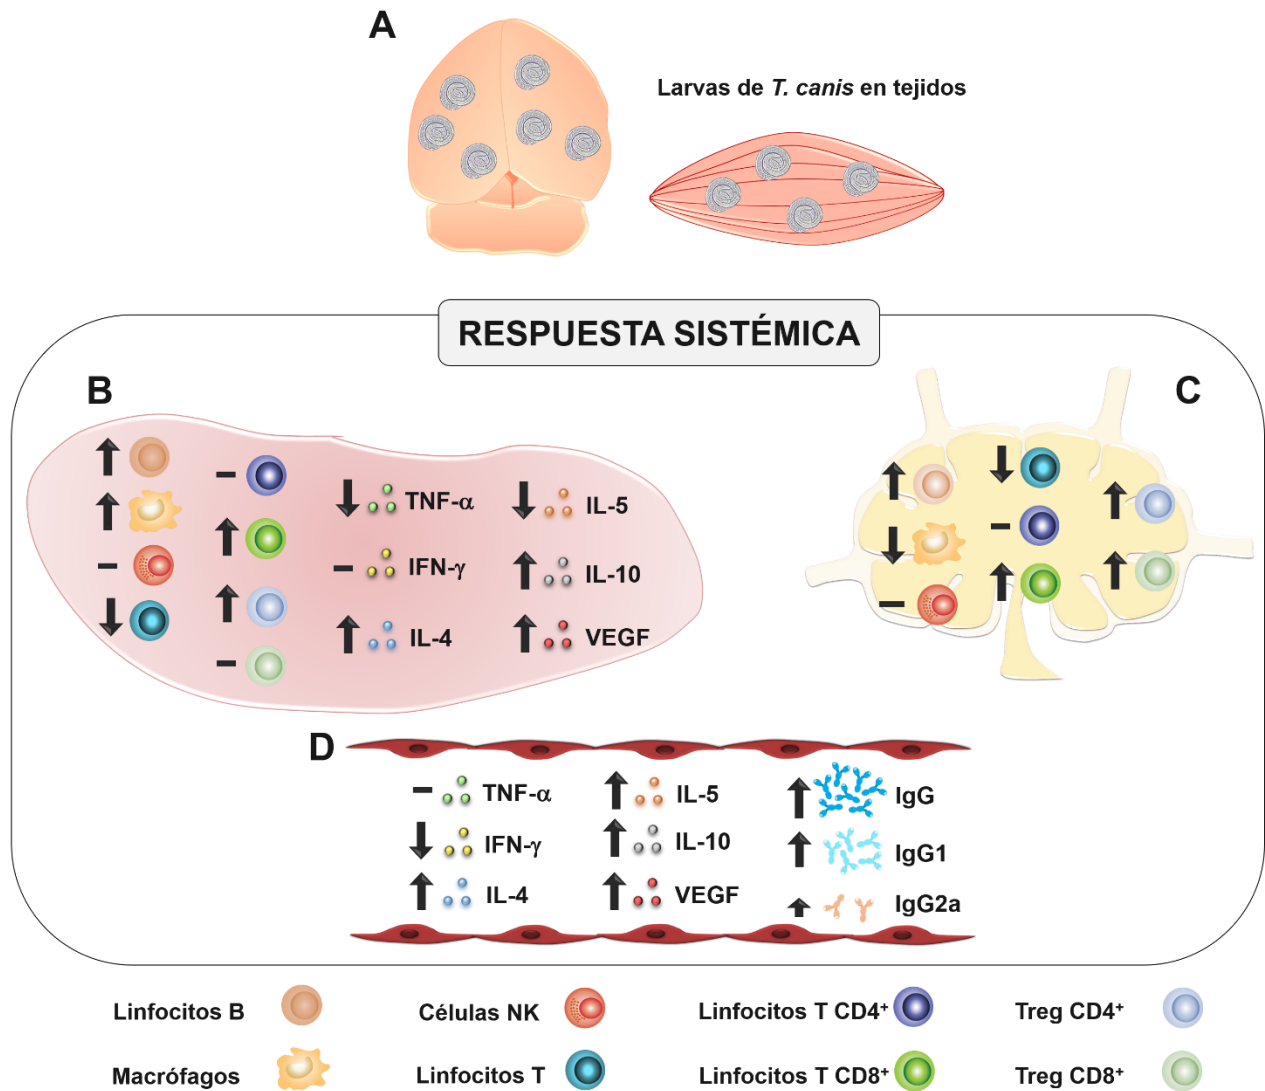 A
Larvas de T. canis en tejidos
RESPUESTA SISTÉMICA
B
TNF-α
IFN-γ
IL-4
IL-5
IL-10
VEGF
C
D
TNF-α
IFN-γ
IL-4
IL-5
IL-10
VEGF
IgG
IgG1
IgG2a
Linfocitos B
Células NK
Linfocitos T CD4⁺
Treg CD4⁺
Macrófagos
Linfocitos T
Linfocitos T CD8⁺
Treg CD8⁺